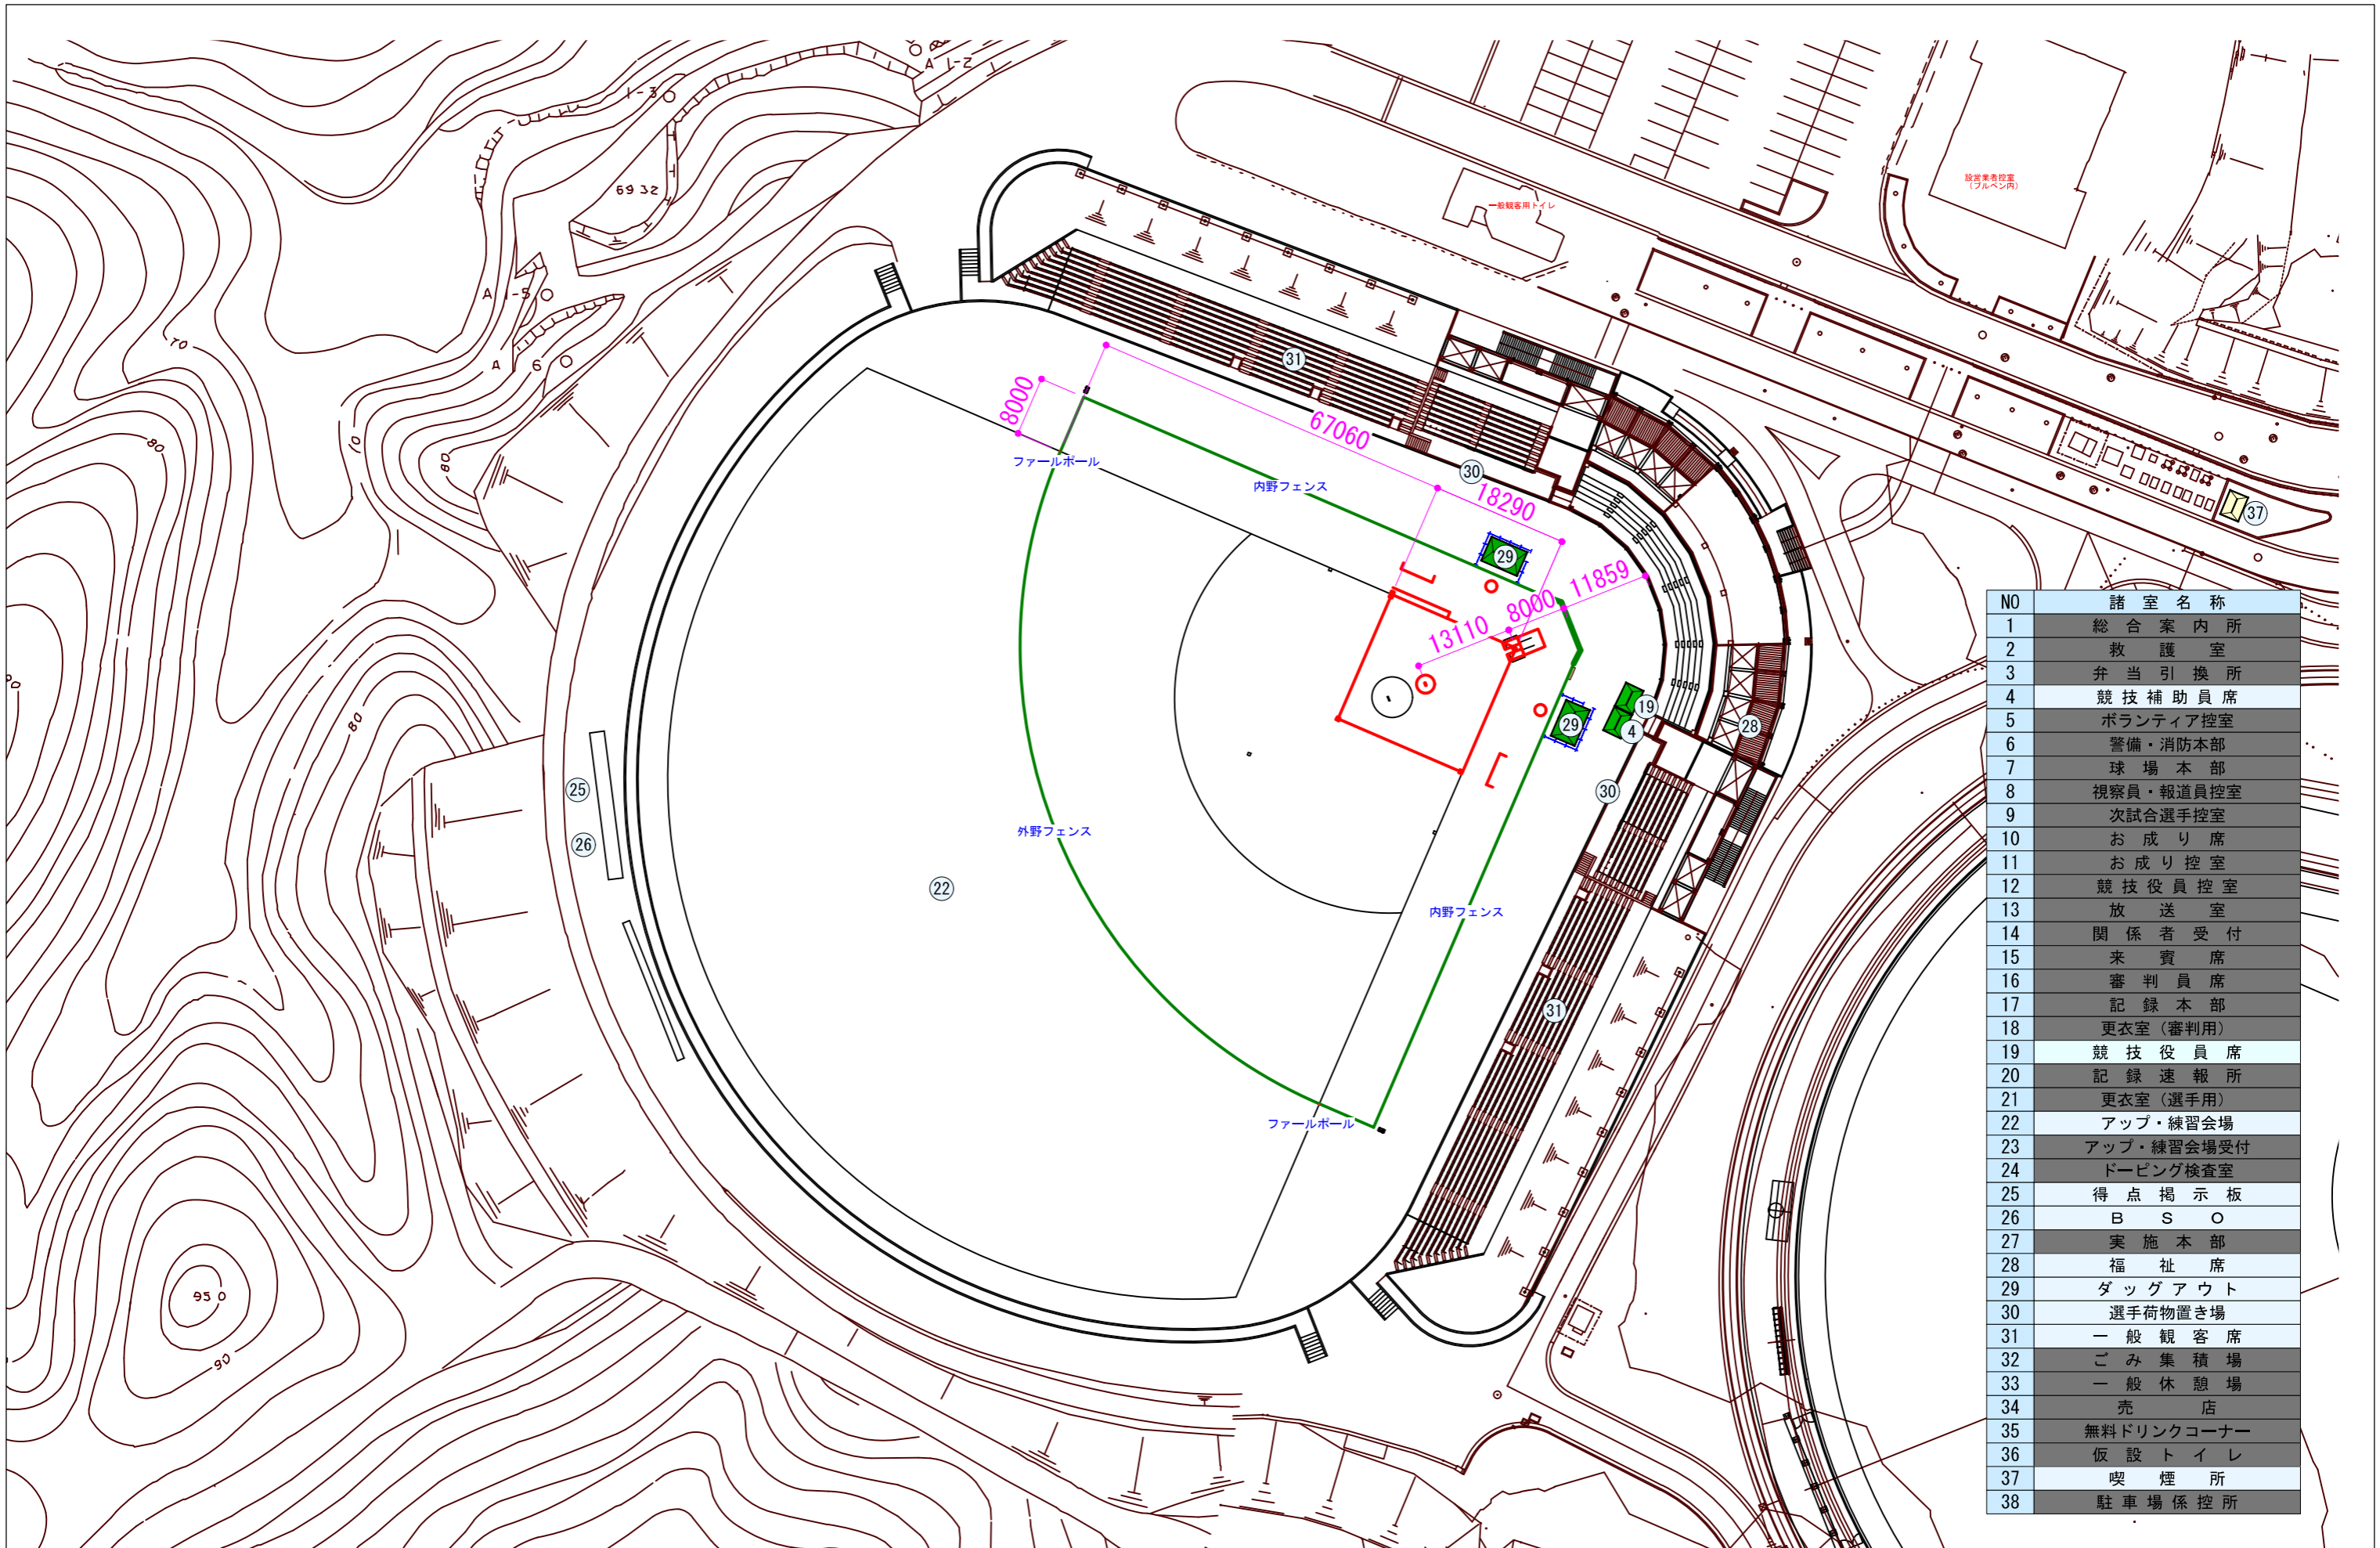 A 1-2
1-3
69 32
設営業者控室
(ブルペン内)
一般観客用トイレ
A 1-5
A 6
70
80
70
80
31
8000
67060
ファールポール
内野フェンス
30
18290
29
11859
8000
13110
37
19
29
4
28
25
30
26
外野フェンス
22
内野フェンス
31
ファールポール
80
950
90
NO 諸室名称
1 総合案内所
2 救護室
3 弁当引換所
4 競技補助員席
5 ボランティア控室
6 警備・消防本部
7 球場本部
8 視察員・報道員控室
9 次試合選手控室
10 お成り席
11 お成り控室
12 競技役員控室
13 放送室
14 関係者受付
15 来賓席
16 審判員席
17 記録本部
18 更衣室（審判用）
19 競技役員席
20 記録速報所
21 更衣室（選手用）
22 アップ・練習会場
23 アップ・練習会場受付
24 ドーピング検査室
25 得点掲示板
26 BSO
27 実施本部
28 福祉席
29 ダッグアウト
30 選手荷物置き場
31 一般観客席
32 ごみ集積場
33 一般休憩場
34 売店
35 無料ドリンクコーナー
36 仮設トイレ
37 喫煙所
38 駐車場係控所